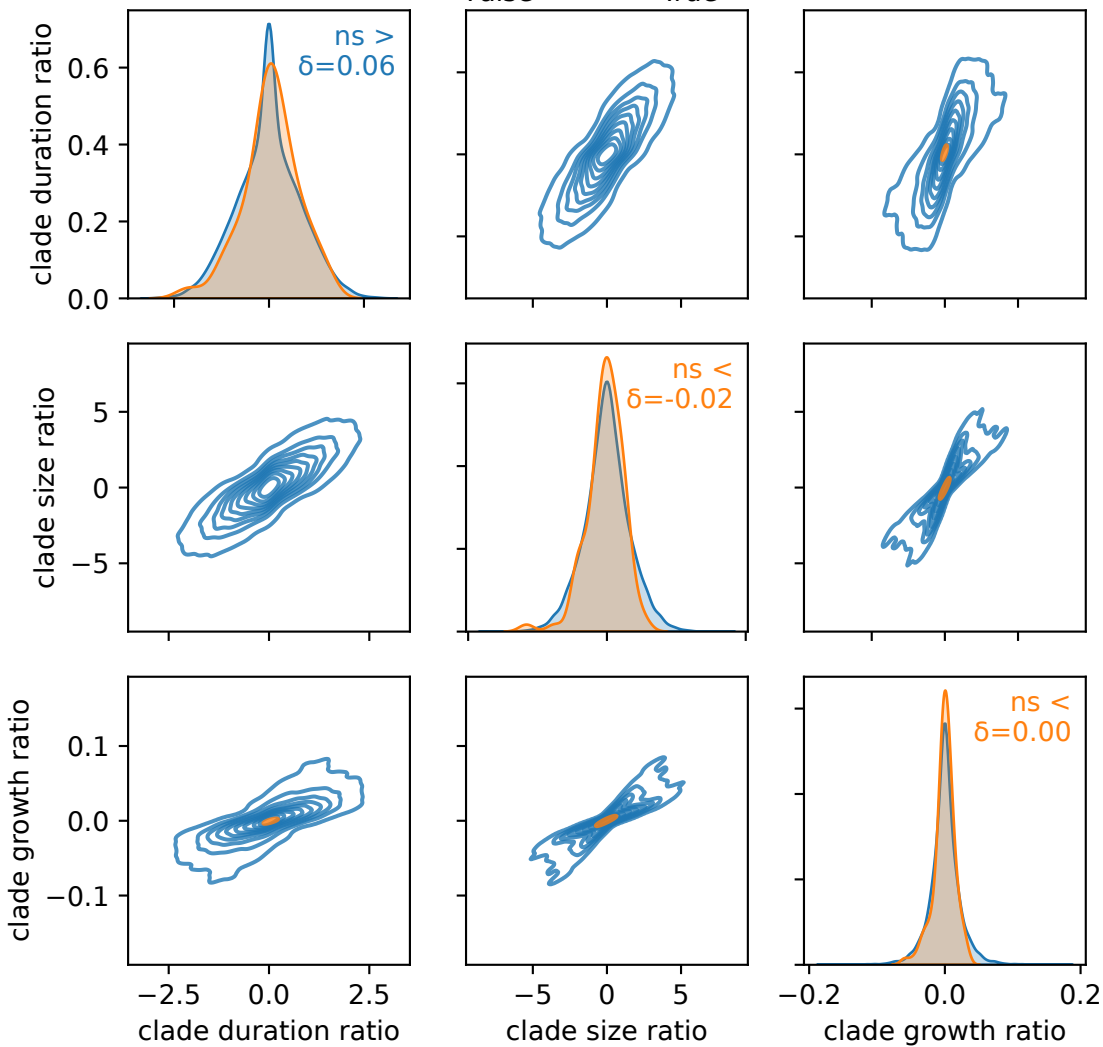 clade duration ratio
0.6
0.4
0.2
0.0
ns >
δ=0.06
clade size ratio
5
0
−5
ns <
δ=-0.02
clade growth ratio
0.1
0.0
−0.1
ns <
δ=0.00
−2.5 0.0 2.5
−5 0 5
−0.2 0.0 0.2
clade duration ratio
clade size ratio
clade growth ratio